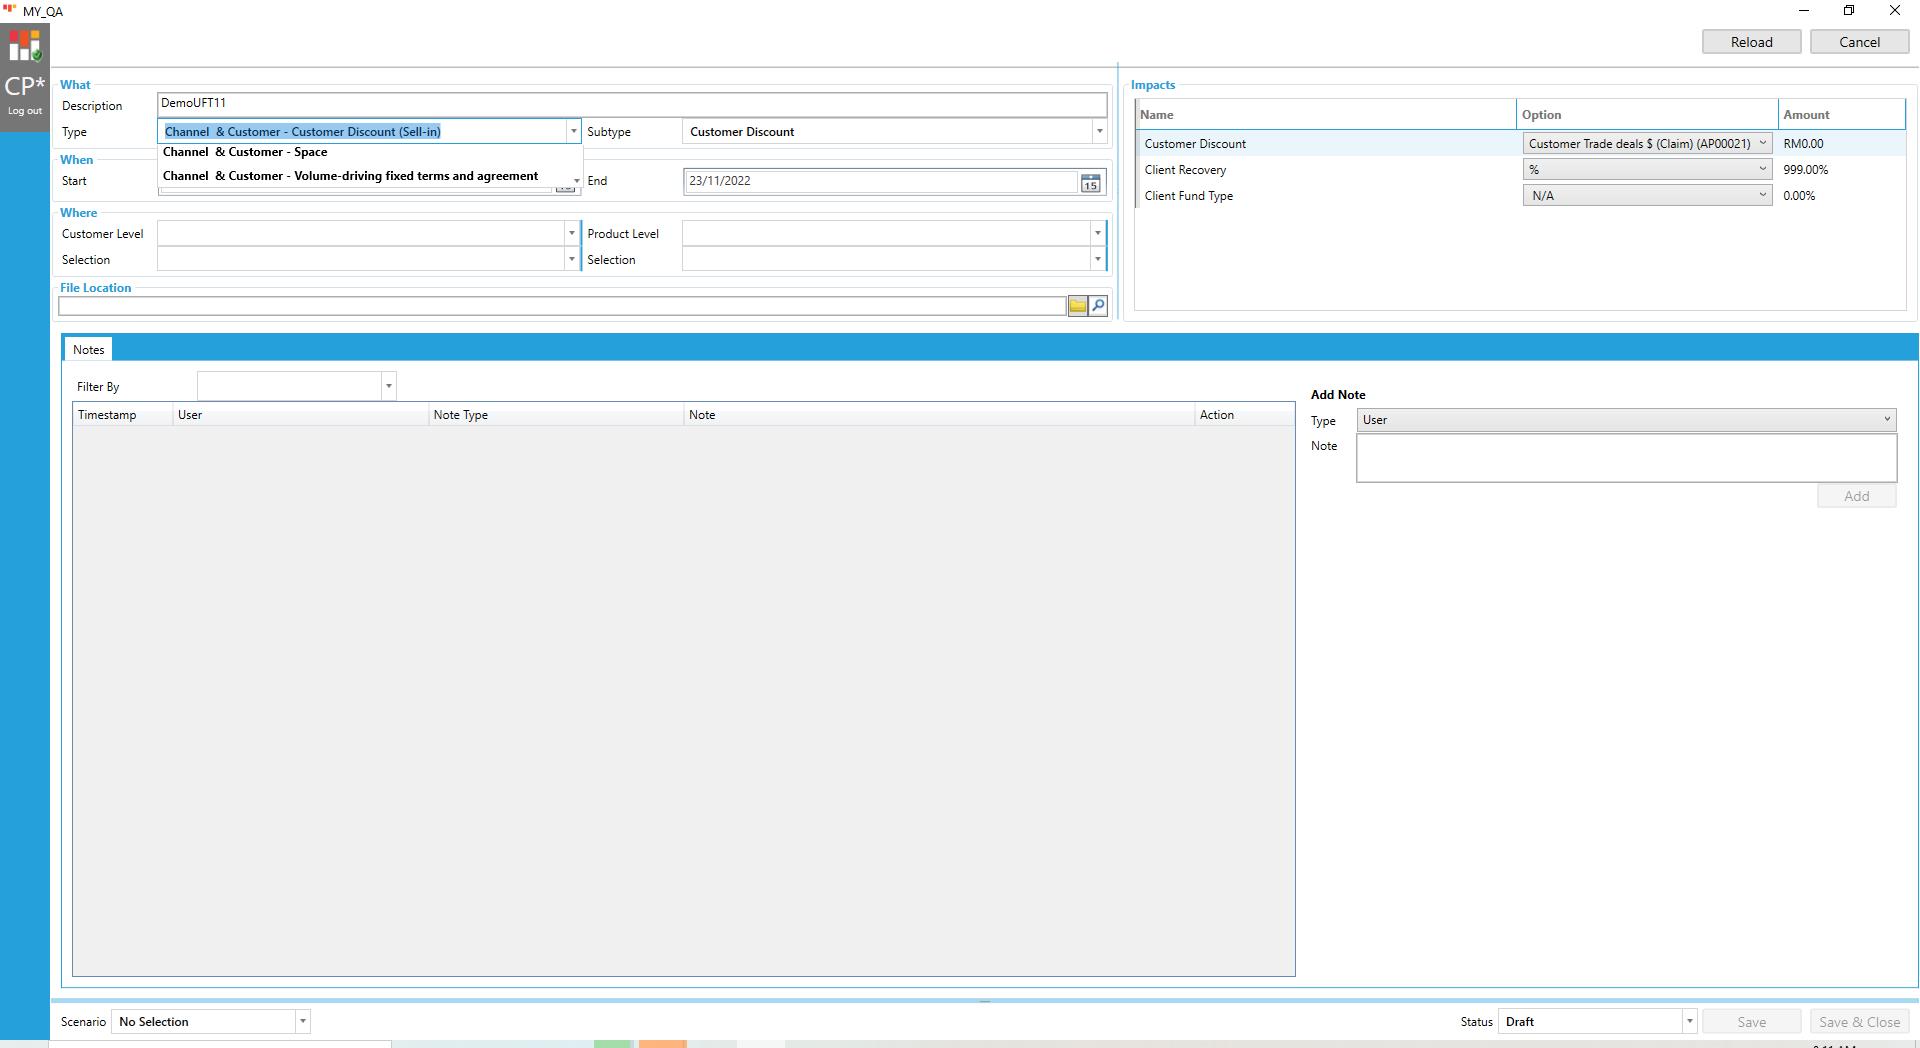 MY_QA
Reload Cancel
CP*
Log out
What
Description DemoUFT11
Type Channel  & Customer - Customer Discount (Sell-in) Subtype Customer Discount
Channel  & Customer - Space
Channel  & Customer - Volume-driving fixed terms and agreement
When
Start End 23/11/2022 15
Where
Customer Level Product Level
Selection Selection
File Location
Impacts
Name Option Amount
Customer Discount Customer Trade deals $ (Claim) (AP00021) RM0.00
Client Recovery % 999.00%
Client Fund Type N/A 0.00%
Notes
Filter By
Timestamp User Note Type Note Action
Add Note
Type User
Note
Add
Scenario No Selection Status Draft Save Save & Close